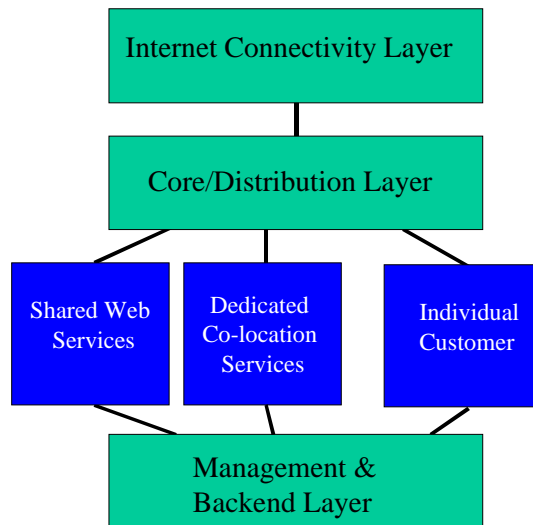 Internet Connectivity Layer
Core/Distribution Layer
Shared Web
Services
Dedicated
Co-location
Services
Individual
Customer
Management &
Backend Layer